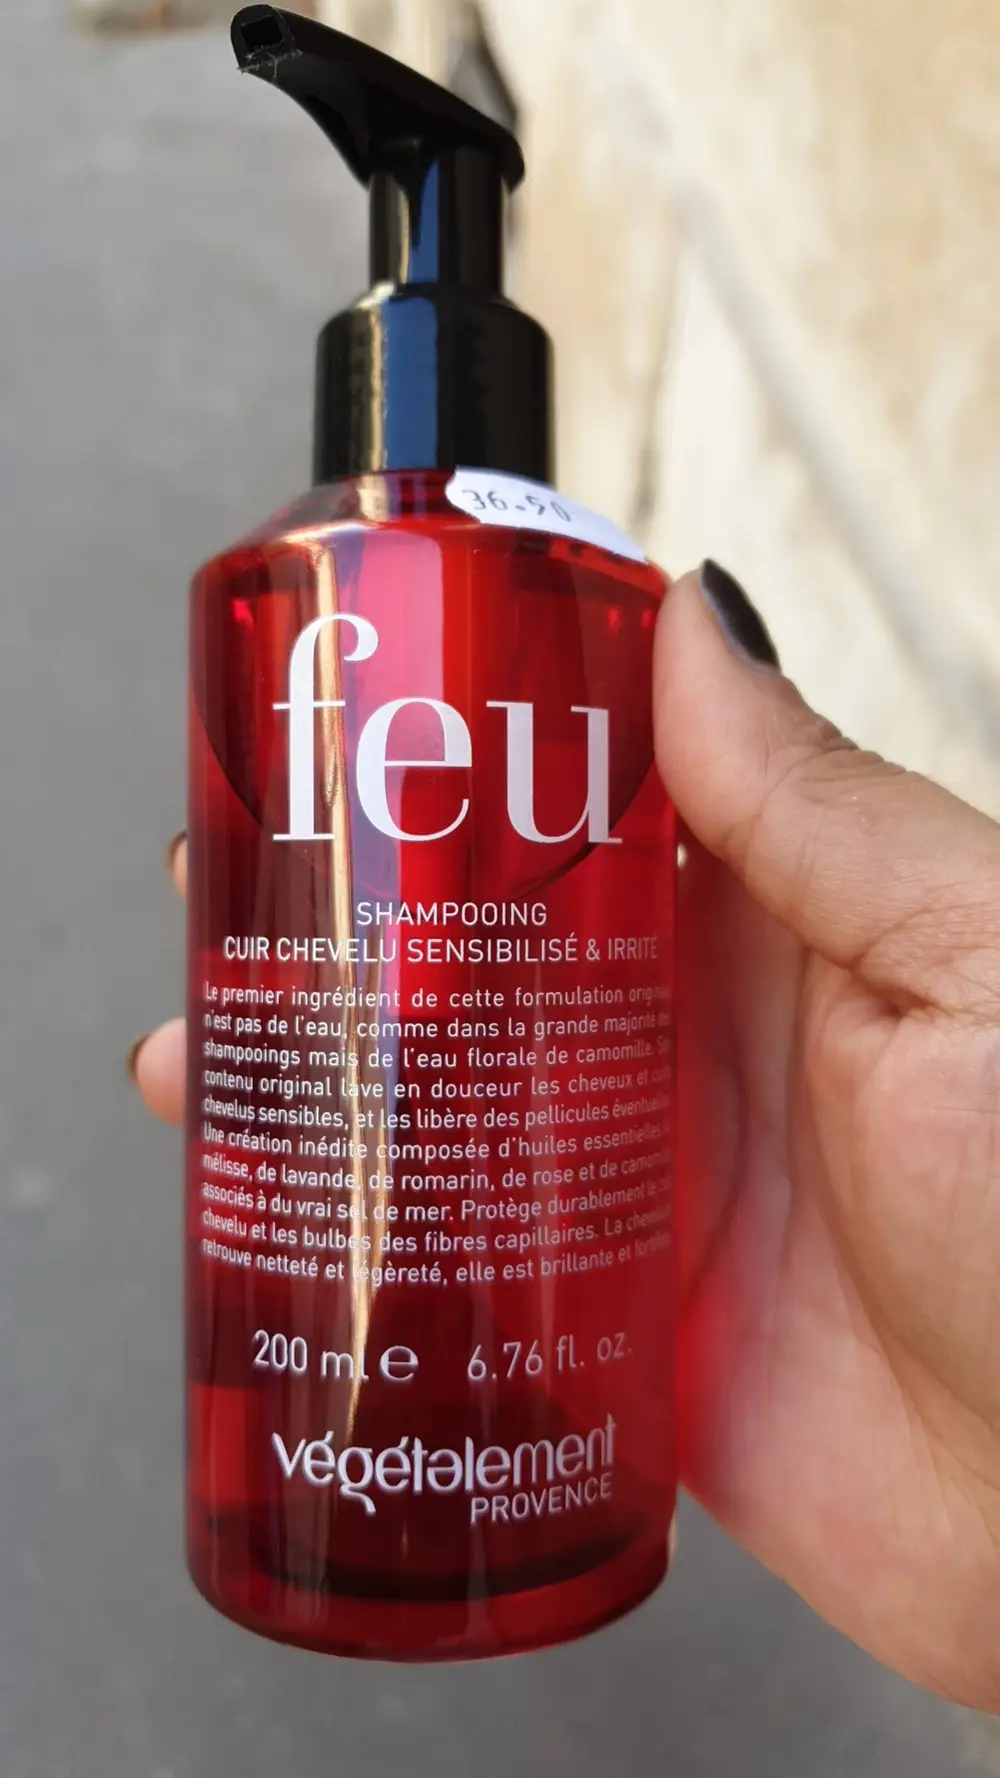 36.50
feu
SHAMPOOING
CUIR CHEVELU SENSIBILISÉ & IRRITÉ
Le premier ingrédient de cette formulation
n'est pas de l'eau, comme dans la grande majorité
shampooings mais de l'eau florale de camomille.
contenu original lave en douceur les cheveux et
chevelus sensibles, et les libère des pellicules
Une création inédite composée d'huiles essentielles
mélisse, de lavande, de romarin, de rose et de
associés à du vrai sel de mer. Protège durablement le
chevelu et les bulbes des fibres capillaires. La
retrouve netteté et légèreté, elle est brillante et
200 ml e 6.76 fl. oz.
végétalement
PROVENCE